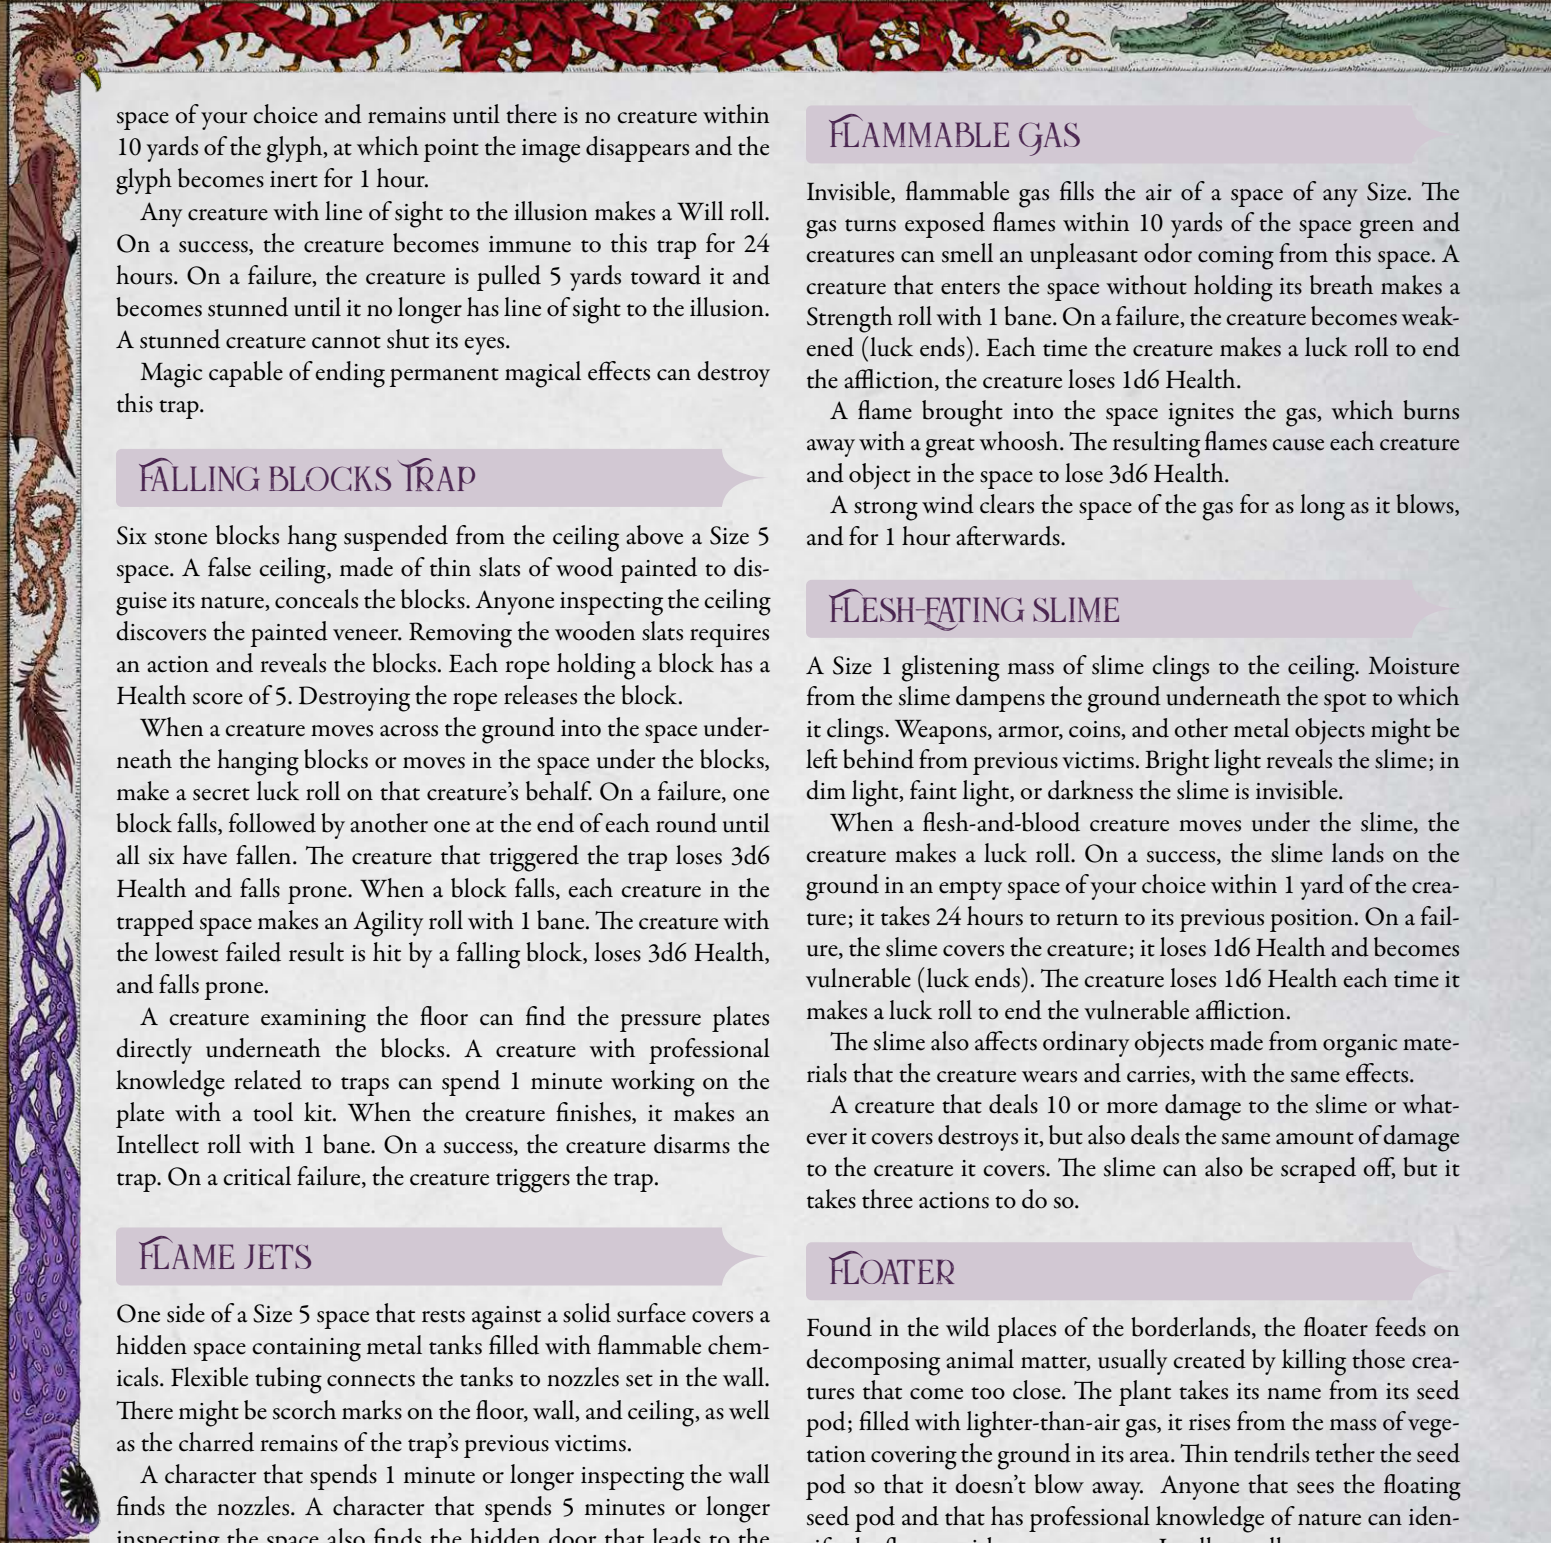 space of your choice and remains until there is no creature within
10 yards of the glyph, at which point the image disappears and the
glyph becomes inert for 1 hour.
Any creature with line of sight to the illusion makes a Will roll.
On a success, the creature becomes immune to this trap for 24
hours. On a failure, the creature is pulled 5 yards toward it and
becomes stunned until it no longer has line of sight to the illusion.
A stunned creature cannot shut its eyes.
Magic capable of ending permanent magical effects can destroy
this trap.
FALLING BLOCKS TRAP
Six stone blocks hang suspended from the ceiling above a Size 5
space. A false ceiling, made of thin slats of wood painted to dis-
guise its nature, conceals the blocks. Anyone inspecting the ceiling
discovers the painted veneer. Removing the wooden slats requires
an action and reveals the blocks. Each rope holding a block has a
Health score of 5. Destroying the rope releases the block.
When a creature moves across the ground into the space under-
neath the hanging blocks or moves in the space under the blocks,
make a secret luck roll on that creature's behalf. On a failure, one
block falls, followed by another one at the end of each round until
all six have fallen. The creature that triggered the trap loses 3d6
Health and falls prone. When a block falls, each creature in the
trapped space makes an Agility roll with 1 bane. The creature with
the lowest failed result is hit by a falling block, loses 3d6 Health,
and falls prone.
A creature examining the floor can find the pressure plates
directly underneath the blocks. A creature with professional
knowledge related to traps can spend 1 minute working on the
plate with a tool kit. When the creature finishes, it makes an
Intellect roll with 1 bane. On a success, the creature disarms the
trap. On a critical failure, the creature triggers the trap.
FLAME JETS
One side of a Size 5 space that rests against a solid surface covers a
hidden space containing metal tanks filled with flammable chem-
icals. Flexible tubing connects the tanks to nozzles set in the wall.
There might be scorch marks on the floor, wall, and ceiling, as well
as the charred remains of the trap's previous victims.
A character that spends 1 minute or longer inspecting the wall
finds the nozzles. A character that spends 5 minutes or longer
inspecting the space also finds the hidden door that leads to the
FLAMMABLE GAS
Invisible, flammable gas fills the air of a space of any Size. The
gas turns exposed flames within 10 yards of the space green and
creatures can smell an unpleasant odor coming from this space. A
creature that enters the space without holding its breath makes a
Strength roll with 1 bane. On a failure, the creature becomes weak-
ened (luck ends). Each time the creature makes a luck roll to end
the affliction, the creature loses 1d6 Health.
A flame brought into the space ignites the gas, which burns
away with a great whoosh. The resulting flames cause each creature
and object in the space to lose 3d6 Health.
A strong wind clears the space of the gas for as long as it blows,
and for 1 hour afterwards.
FLESH-EATING SLIME
A Size 1 glistening mass of slime clings to the ceiling. Moisture
from the slime dampens the ground underneath the spot to which
it clings. Weapons, armor, coins, and other metal objects might be
left behind from previous victims. Bright light reveals the slime; in
dim light, faint light, or darkness the slime is invisible.
When a flesh-and-blood creature moves under the slime, the
creature makes a luck roll. On a success, the slime lands on the
ground in an empty space of your choice within 1 yard of the crea-
ture; it takes 24 hours to return to its previous position. On a fail-
ure, the slime covers the creature; it loses 1d6 Health and becomes
vulnerable (luck ends). The creature loses 1d6 Health each time it
makes a luck roll to end the vulnerable affliction.
The slime also affects ordinary objects made from organic mate-
rials that the creature wears and carries, with the same effects.
A creature that deals 10 or more damage to the slime or what-
ever it covers destroys it, but also deals the same amount of damage
to the creature it covers. The slime can also be scraped off, but it
takes three actions to do so.
FLOATER
Found in the wild places of the borderlands, the floater feeds on
decomposing animal matter, usually created by killing those crea-
tures that come too close. The plant takes its name from its seed
pod; filled with lighter-than-air gas, it rises from the mass of vege-
tation covering the ground in its area. Thin tendrils tether the seed
pod so that it doesn't blow away. Anyone that sees the floating
seed pod and that has professional knowledge of nature can iden-